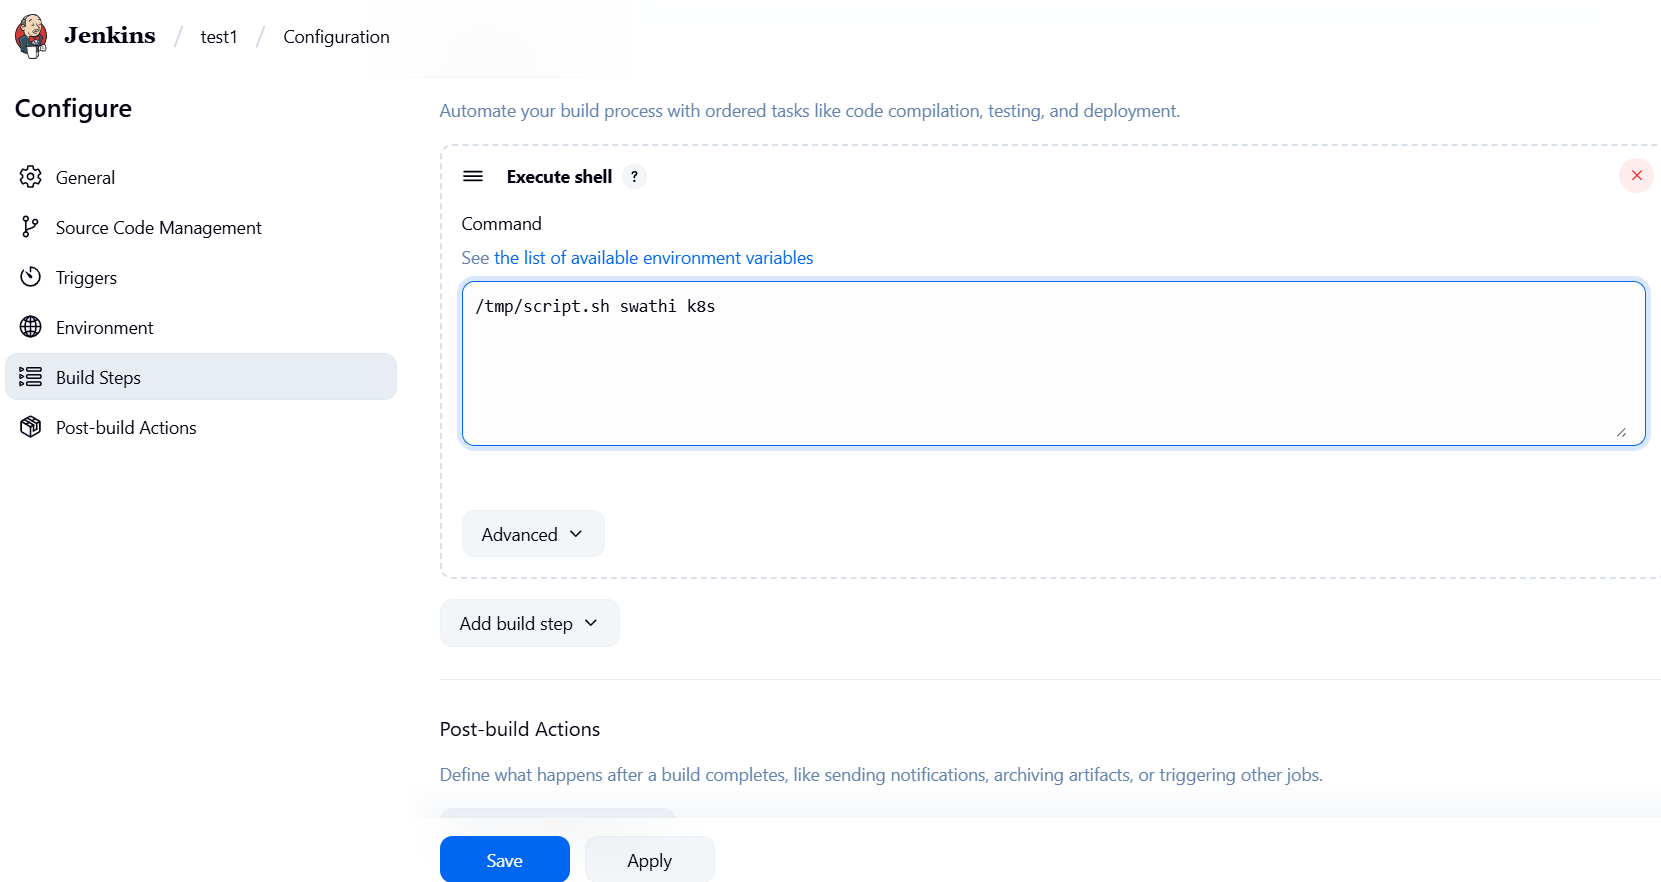 Jenkins / test1 / Configuration
Configure
General
Source Code Management
Triggers
Environment
Build Steps
Post-build Actions
Automate your build process with ordered tasks like code compilation, testing, and deployment.
Execute shell ?
Command
See the list of available environment variables
/tmp/script.sh swathi k8s
Advanced
Add build step
Post-build Actions
Define what happens after a build completes, like sending notifications, archiving artifacts, or triggering other jobs.
Save
Apply